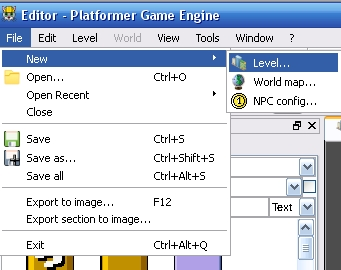 Editor - Platformer Game Engine
File Edit Level World View Tools Window ?
New
Open... Ctrl+O
Open Recent
Close
Save Ctrl+S
Save as... Ctrl+Shift+S
Save all Ctrl+Alt+S
Export to image... F12
Export section to image...
Exit Ctrl+Alt+Q
Level...
World map...
NPC config...
Text